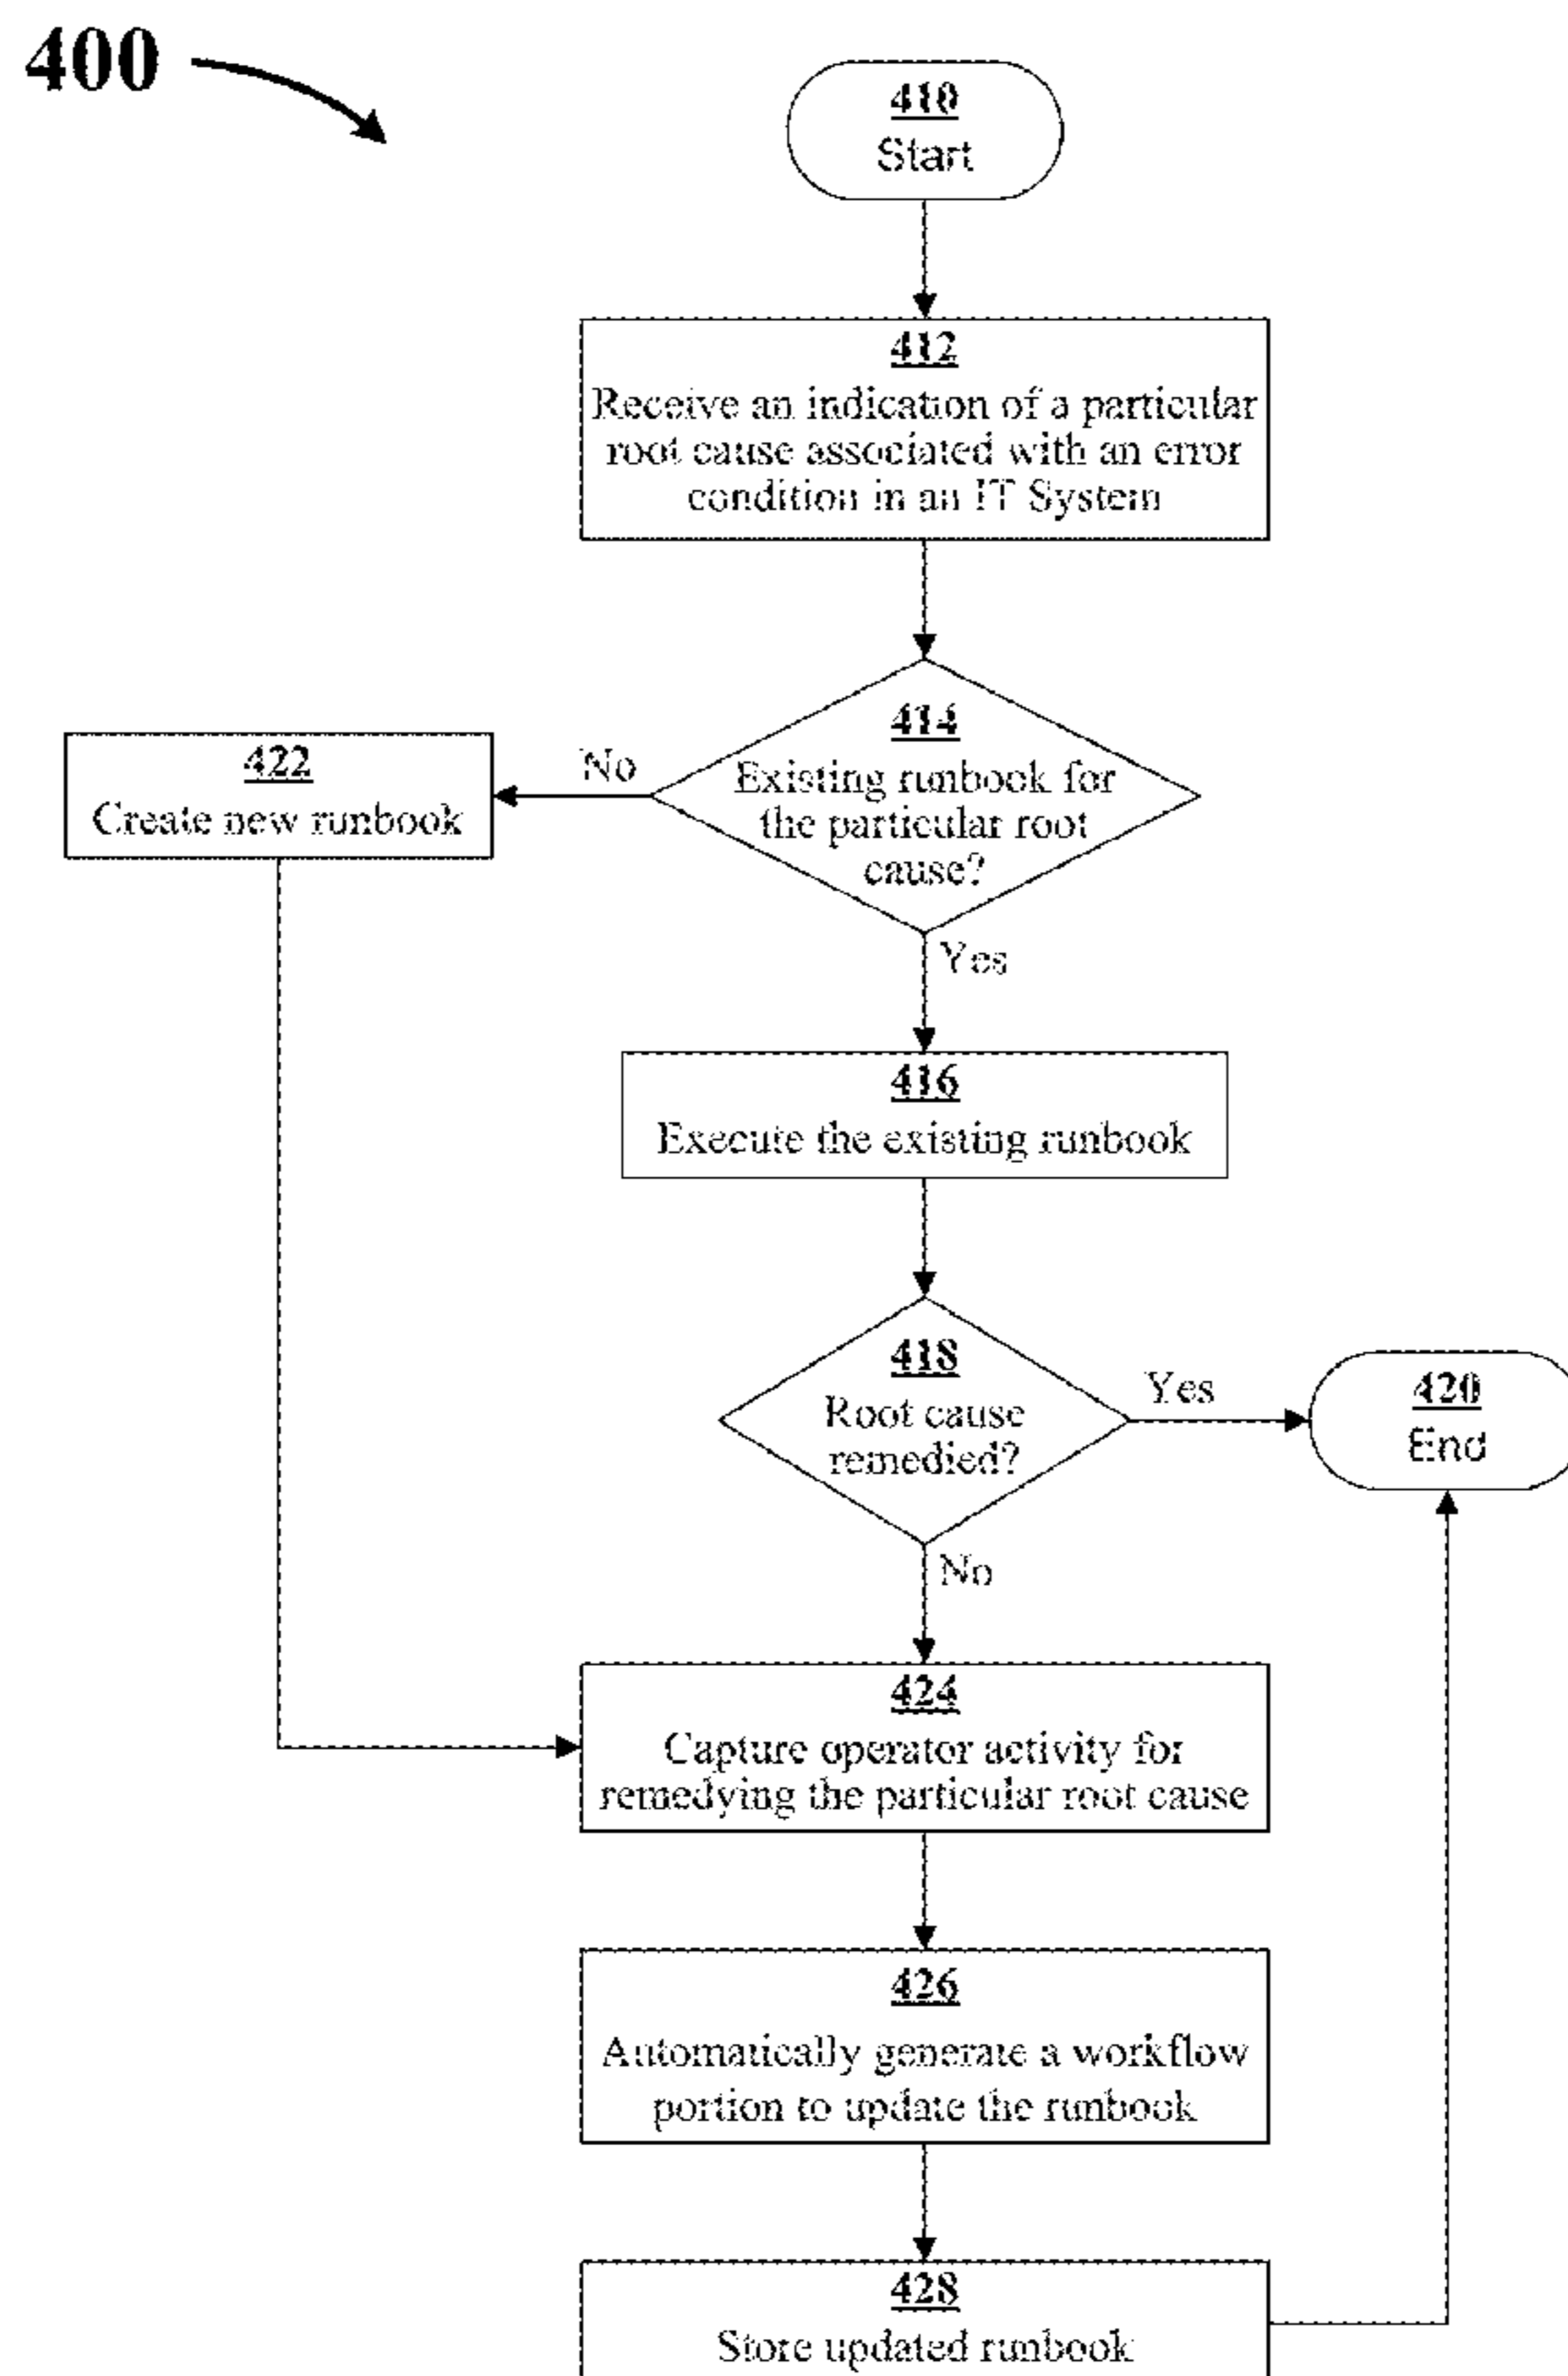 400
410
Start
412
Receive an indication of a particular
root cause associated with an error
condition in an IT System
414
Existing runbook for
the particular root
cause?
No
422
Create new runbook
Yes
416
Execute the existing runbook
418
Root cause
remedied?
Yes
420
End
No
424
Capture operator activity for
remedying the particular root cause
426
Automatically generate a workflow
portion to update the runbook
428
Store updated runbook